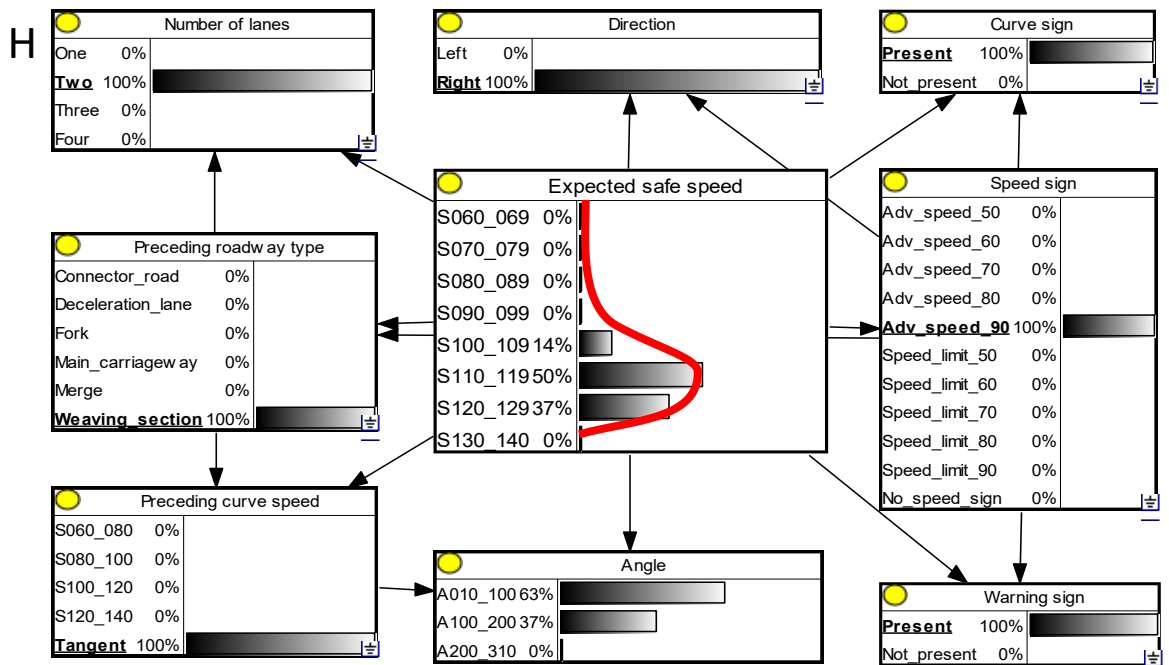 H
Number of lanes
One 0%
Two 100%
Three 0%
Four 0%
Direction
Left 0%
Right 100%
Curve sign
Present 100%
Not_present 0%
Preceding roadway type
Connector_road 0%
Deceleration_lane 0%
Fork 0%
Main_carriageway 0%
Merge 0%
Weaving_section 100%
Expected safe speed
S060_069 0%
S070_079 0%
S080_089 0%
S090_099 0%
S100_109 14%
S110_119 50%
S120_129 37%
S130_140 0%
Speed sign
Adv_speed_50 0%
Adv_speed_60 0%
Adv_speed_70 0%
Adv_speed_80 0%
Adv_speed_90 100%
Speed_limit_50 0%
Speed_limit_60 0%
Speed_limit_70 0%
Speed_limit_80 0%
Speed_limit_90 0%
No_speed_sign 0%
Preceding curve speed
S060_080 0%
S080_100 0%
S100_120 0%
S120_140 0%
Tangent 100%
Angle
A010_100 63%
A100_200 37%
A200_310 0%
Warning sign
Present 100%
Not_present 0%